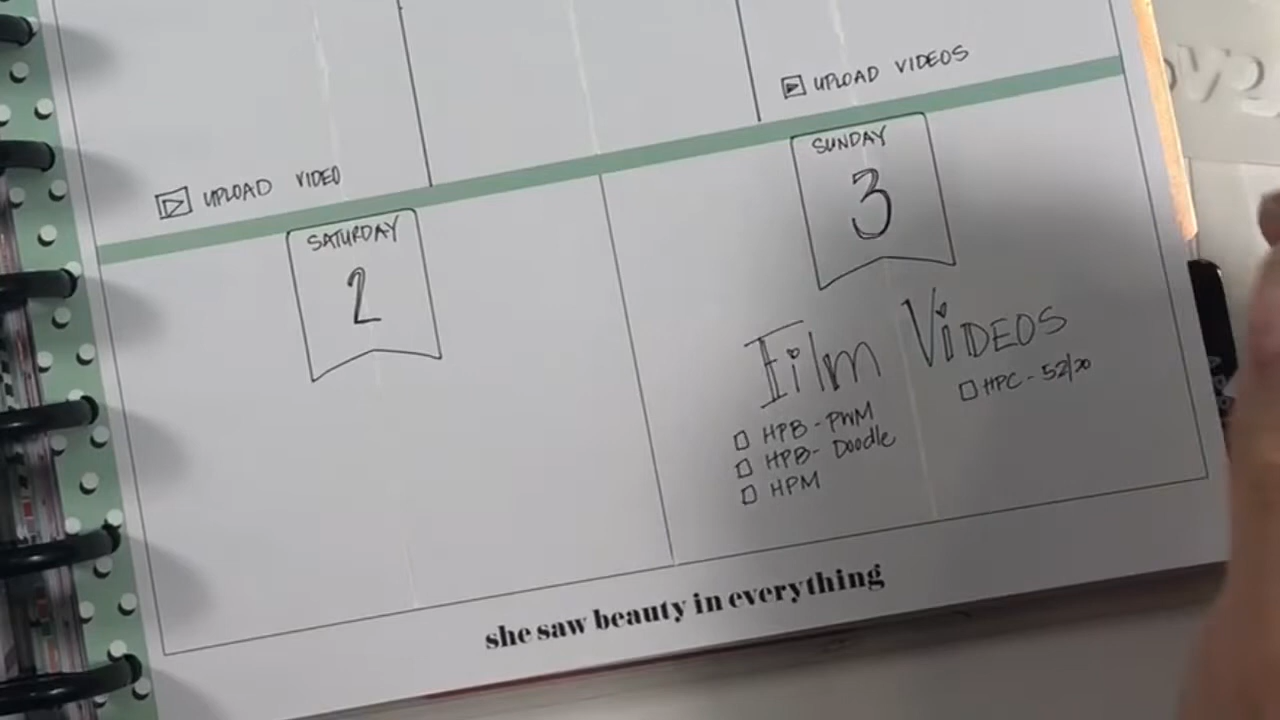 UPLOAD VIDEOS
UPLOAD VIDEO
SATURDAY
2
SUNDAY
3
Film VIDEOS
HPB - PWM
HPB - Doodle
HPM
HPC - 52/20
she saw beauty in everything